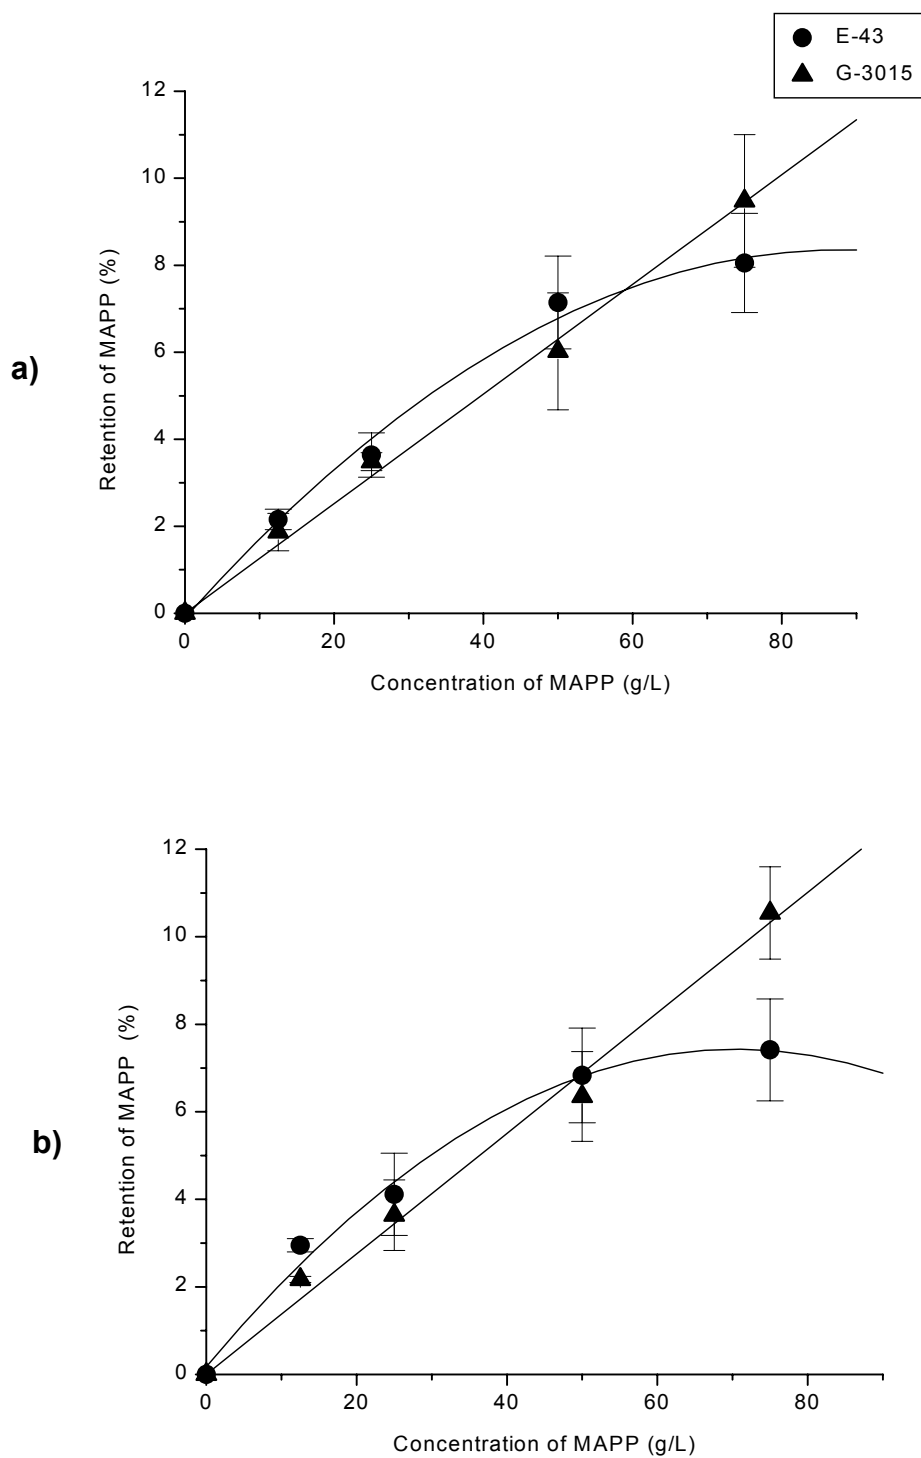 E-43
G-3015
12
10
8
6
4
2
0
Retention of MAPP (%)
a)
0 20 40 60 80
Concentration of MAPP (g/L)
12
10
8
6
4
2
0
Retention of MAPP (%)
b)
0 20 40 60 80
Concentration of MAPP (g/L)